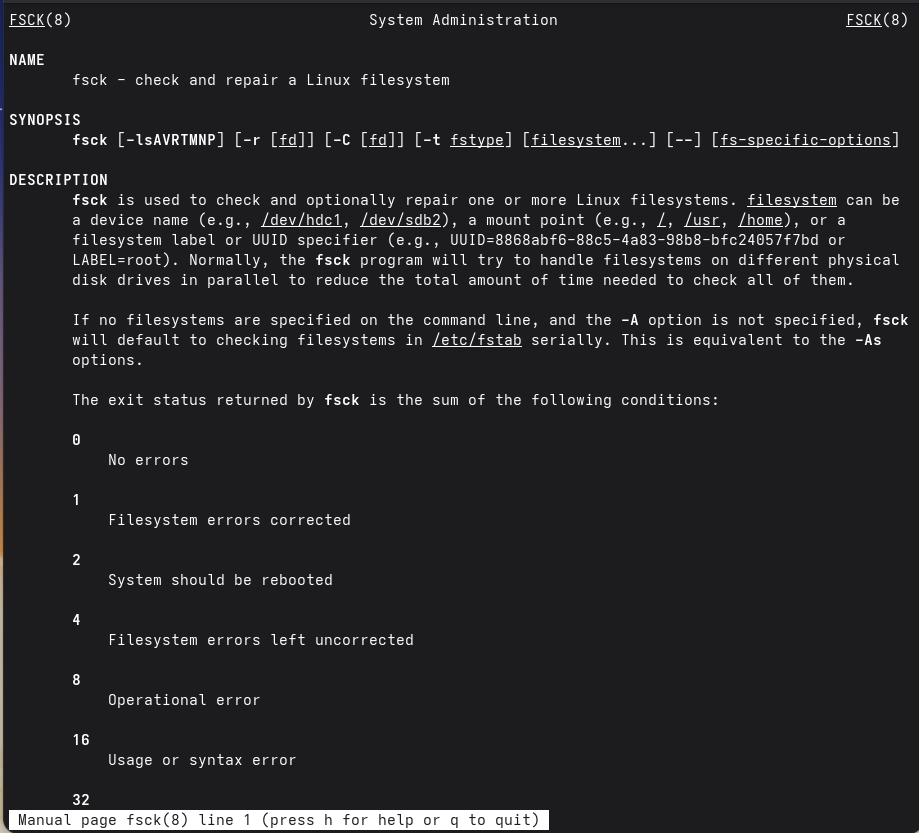 FSCK(8) System Administration FSCK(8)
NAME
fsck - check and repair a Linux filesystem
SYNOPSIS
fsck [-lsAVRTMNP] [-r [fd]] [-C [fd]] [-t fstype] [filesystem...] [--] [fs-specific-options]
DESCRIPTION
fsck is used to check and optionally repair one or more Linux filesystems. filesystem can be
a device name (e.g., /dev/hdc1, /dev/sdb2), a mount point (e.g., /, /usr, /home), or a
filesystem label or UUID specifier (e.g., UUID=8868abf6-88c5-4a83-98b8-bfc24057f7bd or
LABEL=root). Normally, the fsck program will try to handle filesystems on different physical
disk drives in parallel to reduce the total amount of time needed to check all of them.
If no filesystems are specified on the command line, and the -A option is not specified, fsck
will default to checking filesystems in /etc/fstab serially. This is equivalent to the -As
options.
The exit status returned by fsck is the sum of the following conditions:
0
No errors
1
Filesystem errors corrected
2
System should be rebooted
4
Filesystem errors left uncorrected
8
Operational error
16
Usage or syntax error
32
Manual page fsck(8) line 1 (press h for help or q to quit)